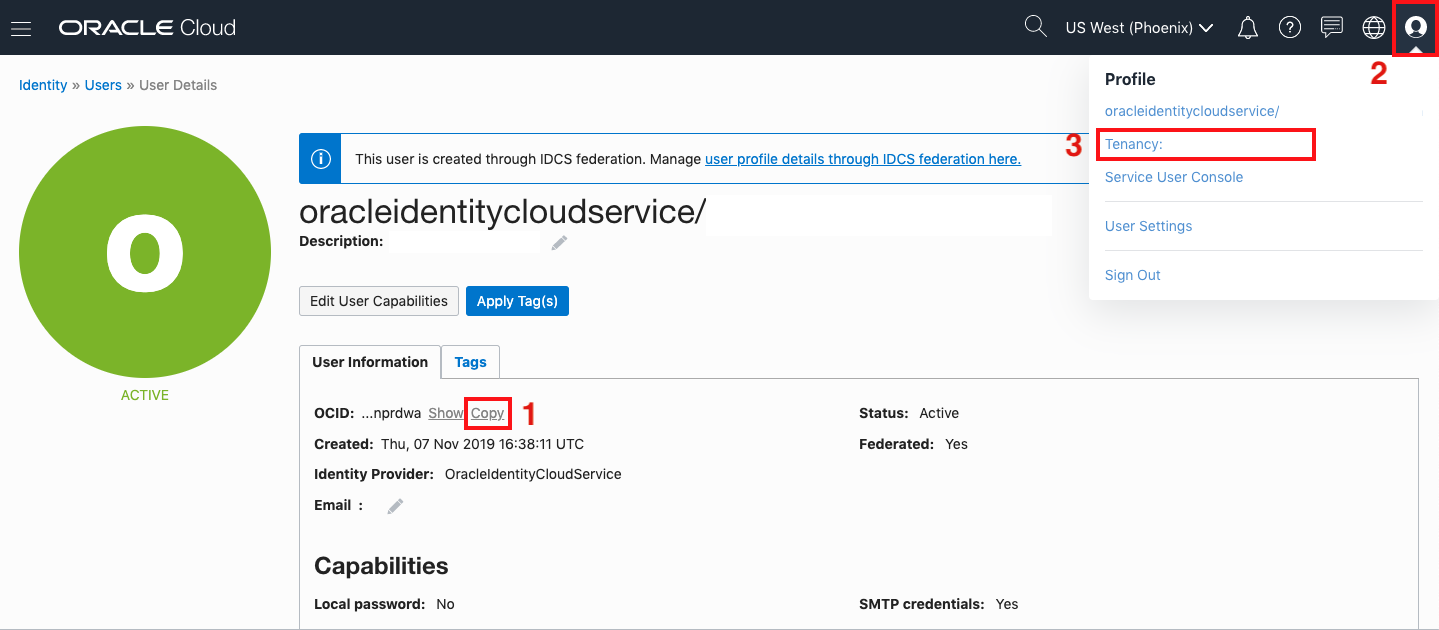 ORACLE Cloud
US West (Phoenix)
2
Identity » Users » User Details
Profile
oracleidentitycloudservice/
3
Tenancy:
Service User Console
User Settings
Sign Out
This user is created through IDCS federation. Manage user profile details through IDCS federation here.
oracleidentitycloudservice/
Description:
Edit User Capabilities
Apply Tag(s)
O
ACTIVE
User Information
Tags
OCID: ...nprdwa Show Copy
1
Status: Active
Created: Thu, 07 Nov 2019 16:38:11 UTC
Federated: Yes
Identity Provider: OracleIdentityCloudService
Email :
Capabilities
Local password: No
SMTP credentials: Yes